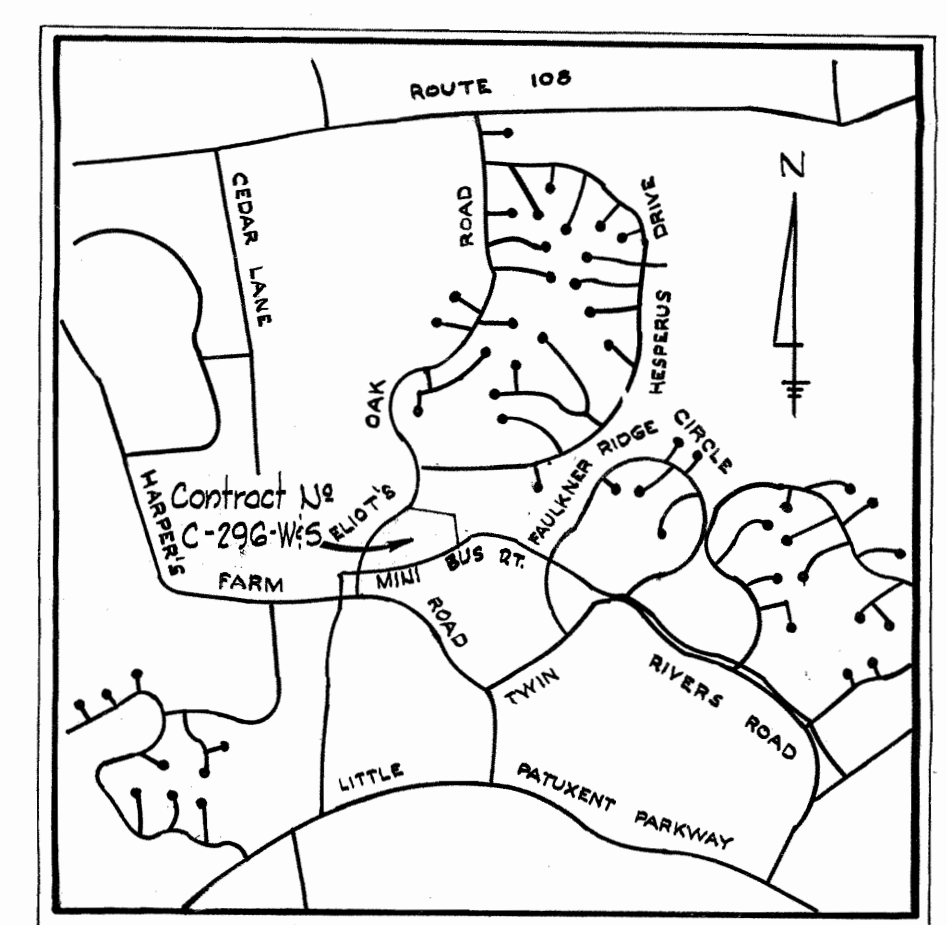 ROUTE 108
CEDAR LANE
ROAD
DRIVE
N
HESPERUS
OAK
CIRCLE
FAULKNER RIDGE
HARPER'S
Contract No
C-296-W&S
ELIOT'S
BUS RT.
MINI
FARM
ROAD
TWIN
RIVERS ROAD
LITTLE
PATUXENT PARKWAY